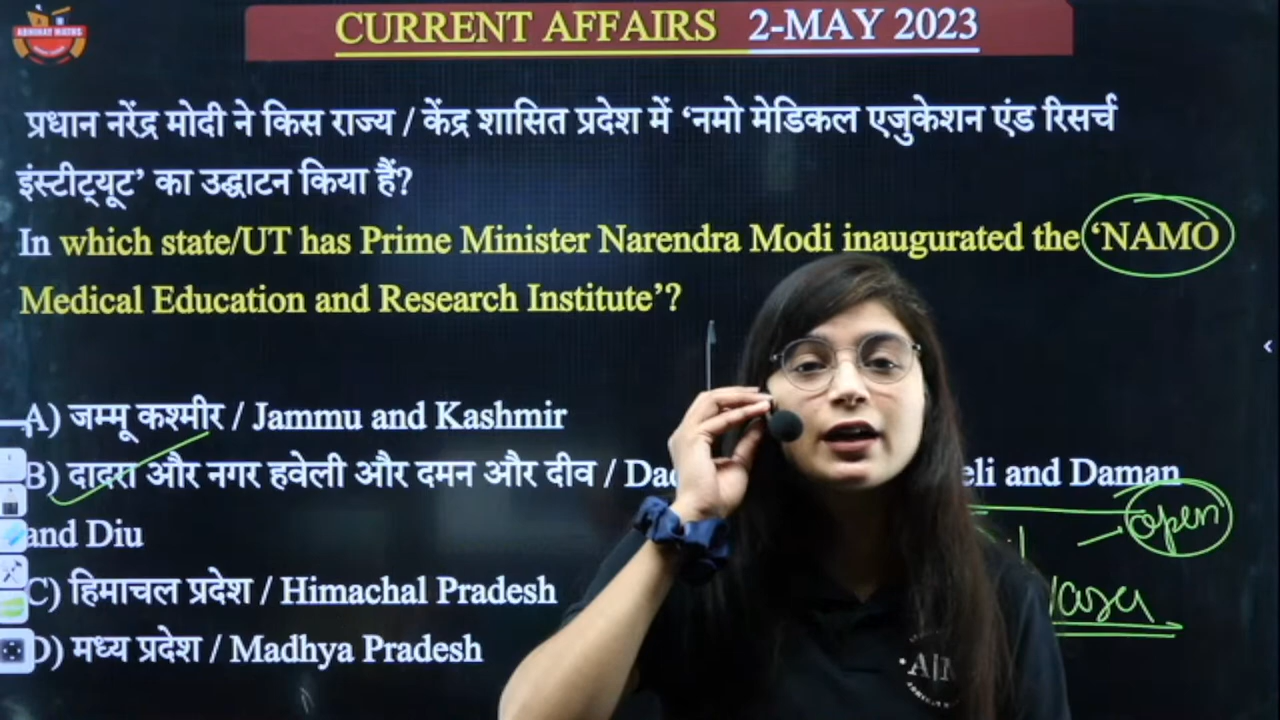 ABHINAY MATHS
CURRENT AFFAIRS 2-MAY 2023
प्रधान नरेंद्र मोदी ने किस राज्य / केंद्र शासित प्रदेश में ‘नमो मेडिकल एजुकेशन एंड रिसर्च
इंस्टीट्यूट’ का उद्घाटन किया हैं?
In which state/UT has Prime Minister Narendra Modi inaugurated the ‘NAMO
Medical Education and Research Institute’?
A) जम्मू कश्मीर / Jammu and Kashmir
B) दादरा और नगर हवेली और दमन और दीव / Da eli and Daman
and Diu
open
C) हिमाचल प्रदेश / Himachal Pradesh
D) मध्य प्रदेश / Madhya Pradesh